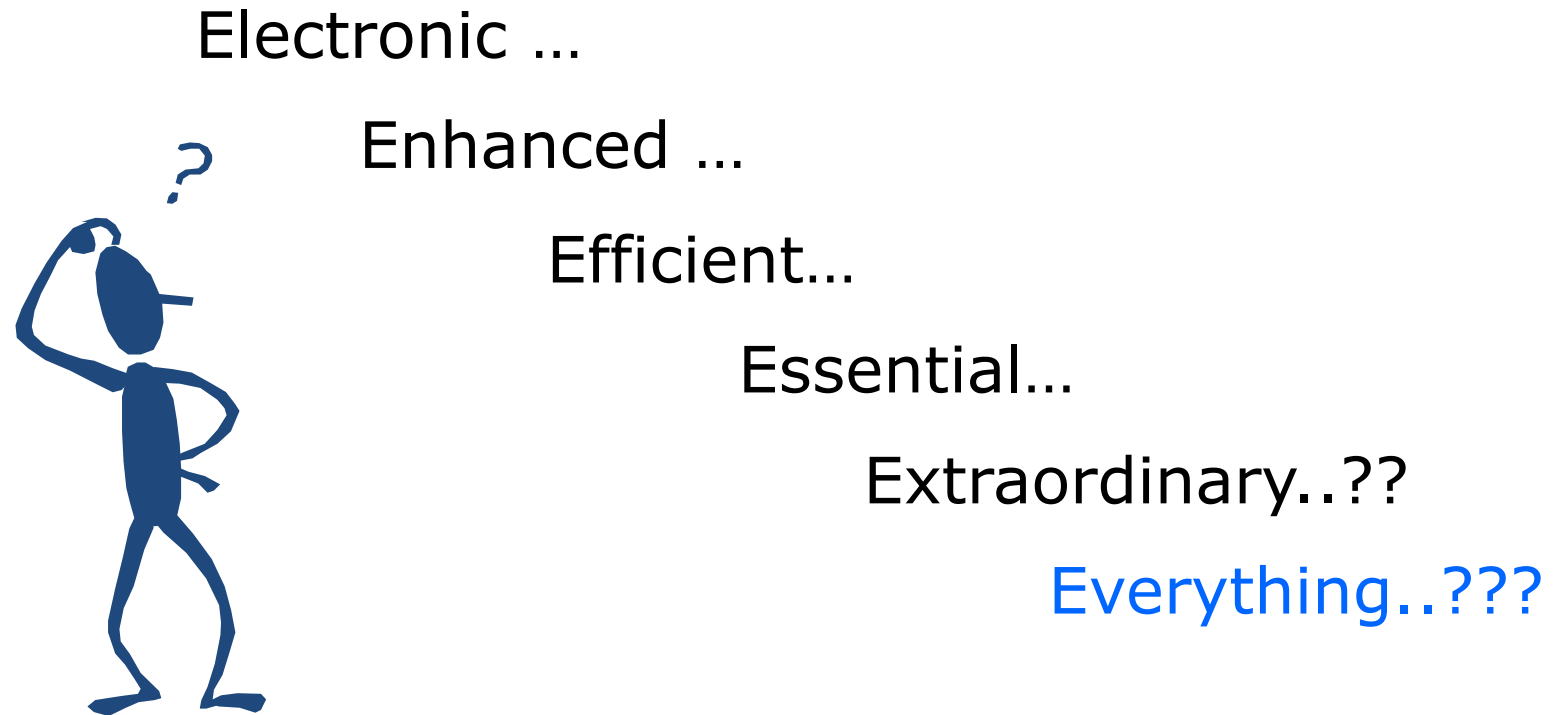 Electronic …
Enhanced …
?
Efficient…
Essential…
Extraordinary..??
Everything..???